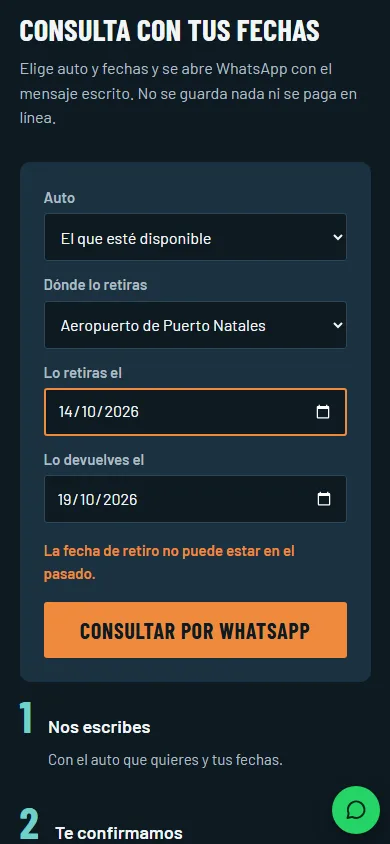 CONSULTA CON TUS FECHAS
Elige auto y fechas y se abre WhatsApp con el
mensaje escrito. No se guarda nada ni se paga en
línea.
Auto
El que esté disponible
Dónde lo retiras
Aeropuerto de Puerto Natales
Lo retiras el
14/10/2026
Lo devuelves el
19/10/2026
La fecha de retiro no puede estar en el
pasado.
CONSULTAR POR WHATSAPP
1 Nos escribes
Con el auto que quieres y tus fechas.
2 Te confirmamos